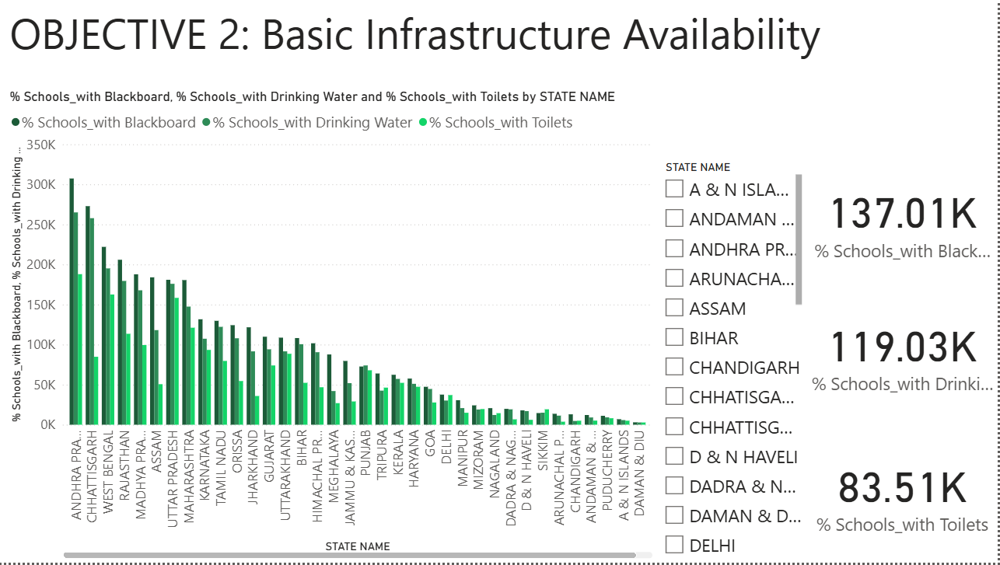 OBJECTIVE 2: Basic Infrastructure Availability
% Schools_with Blackboard, % Schools_with Drinking Water and % Schools_with Toilets by STATE NAME
% Schools_with Blackboard
% Schools_with Drinking Water
% Schools_with Toilets
% Schools_with Blackboard, % Schools_with Drinking ...
350K
300K
250K
200K
150K
100K
50K
0K
ANDHRA PRA...
CHHATTISGARH
WEST BENGAL
RAJASTHAN
MADHYA PRA...
ASSAM
UTTAR PRADESH
MAHARASHTRA
KARNATAKA
TAMIL NADU
ORISSA
JHARKHAND
GUJARAT
UTTARAKHAND
BIHAR
HIMACHAL PR...
MEGHALAYA
JAMMU & KAS...
PUNJAB
TRIPURA
KERALA
HARYANA
GOA
DELHI
MANIPUR
MIZORAM
NAGALAND
DADRA & NAG...
D & N HAVELI
SIKKIM
ARUNACHAL P...
CHANDIGARH
ANDAMAN &...
PUDUCHERRY
A & N ISLANDS
DAMAN & DIU
STATE NAME
STATE NAME
A & N ISLA...
ANDAMAN ...
ANDHRA PR...
ARUNACHA...
ASSAM
BIHAR
CHANDIGARH
CHHATISGA...
CHHATTISG...
D & N HAVELI
DADRA & N...
DAMAN & D...
DELHI
137.01K
% Schools_with Black...
119.03K
% Schools_with Drinki...
83.51K
% Schools_with Toilets